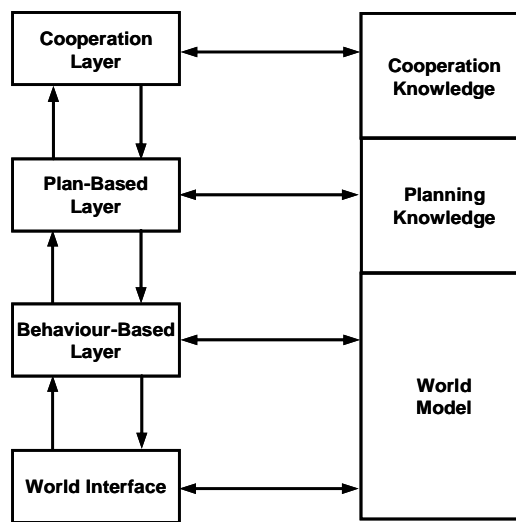 Cooperation
Layer
Cooperation
Knowledge
Plan-Based
Layer
Planning
Knowledge
Behaviour-Based
Layer
World
Model
World Interface